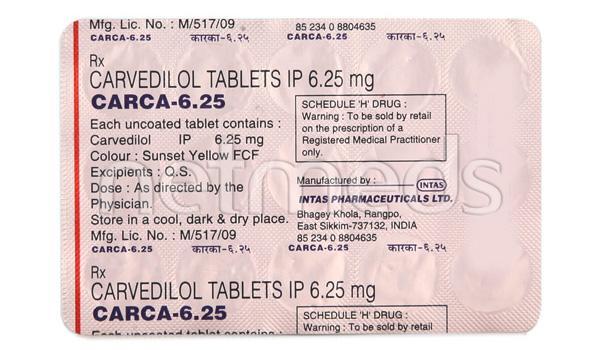 Mfg. Lic. No. : M/517/09
85 234 0 8804635
CARCA-6.25 कारका-६.२५ CARCA-6.25 कारका-६.२५
Rx
CARVEDILOL TABLETS IP 6.25 mg
CARCA-6.25
Each uncoated tablet contains :
Carvedilol IP 6.25 mg
Colour : Sunset Yellow FCF
Excipients : Q.S.
Dose : As directed by the
Physician.
Store in a cool, dark & dry place.
Mfg. Lic. No. : M/517/09
SCHEDULE 'H' DRUG :
Warning : To be sold by retail
on the prescription of a
Registered Medical Practitioner
only.
Manufactured by :
INTAS
INTAS PHARMACEUTICALS LTD.
Bhagey Khola, Rangpo,
East Sikkim-737132, INDIA
85 234 0 8804635
CARCA-6.25 कारका-६.२५ CARCA-6.25 कारका-६.२५
Rx
CARVEDILOL TABLETS IP 6.25 mg
CARCA-6.25
Each uncoated tablet contains :
SCHEDULE 'H' DRUG :
Warning : To be sold by retail
netmeds